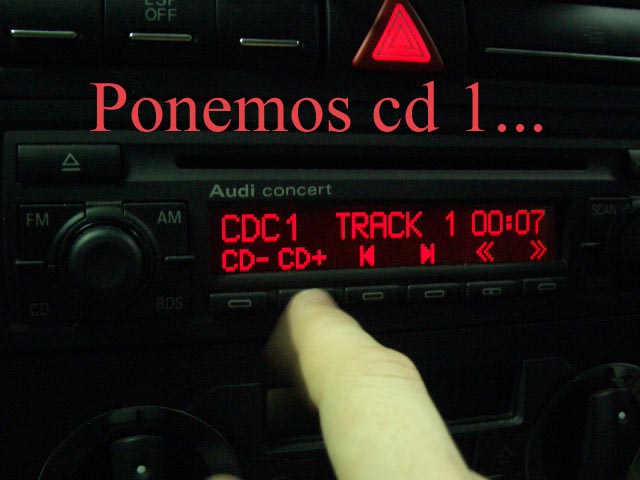 ESP
OFF
Ponemos cd 1...
Audi concert
FM
AM
SCAN
CDC1 TRACK 1 00:07
CD- CD+
CD
RDS